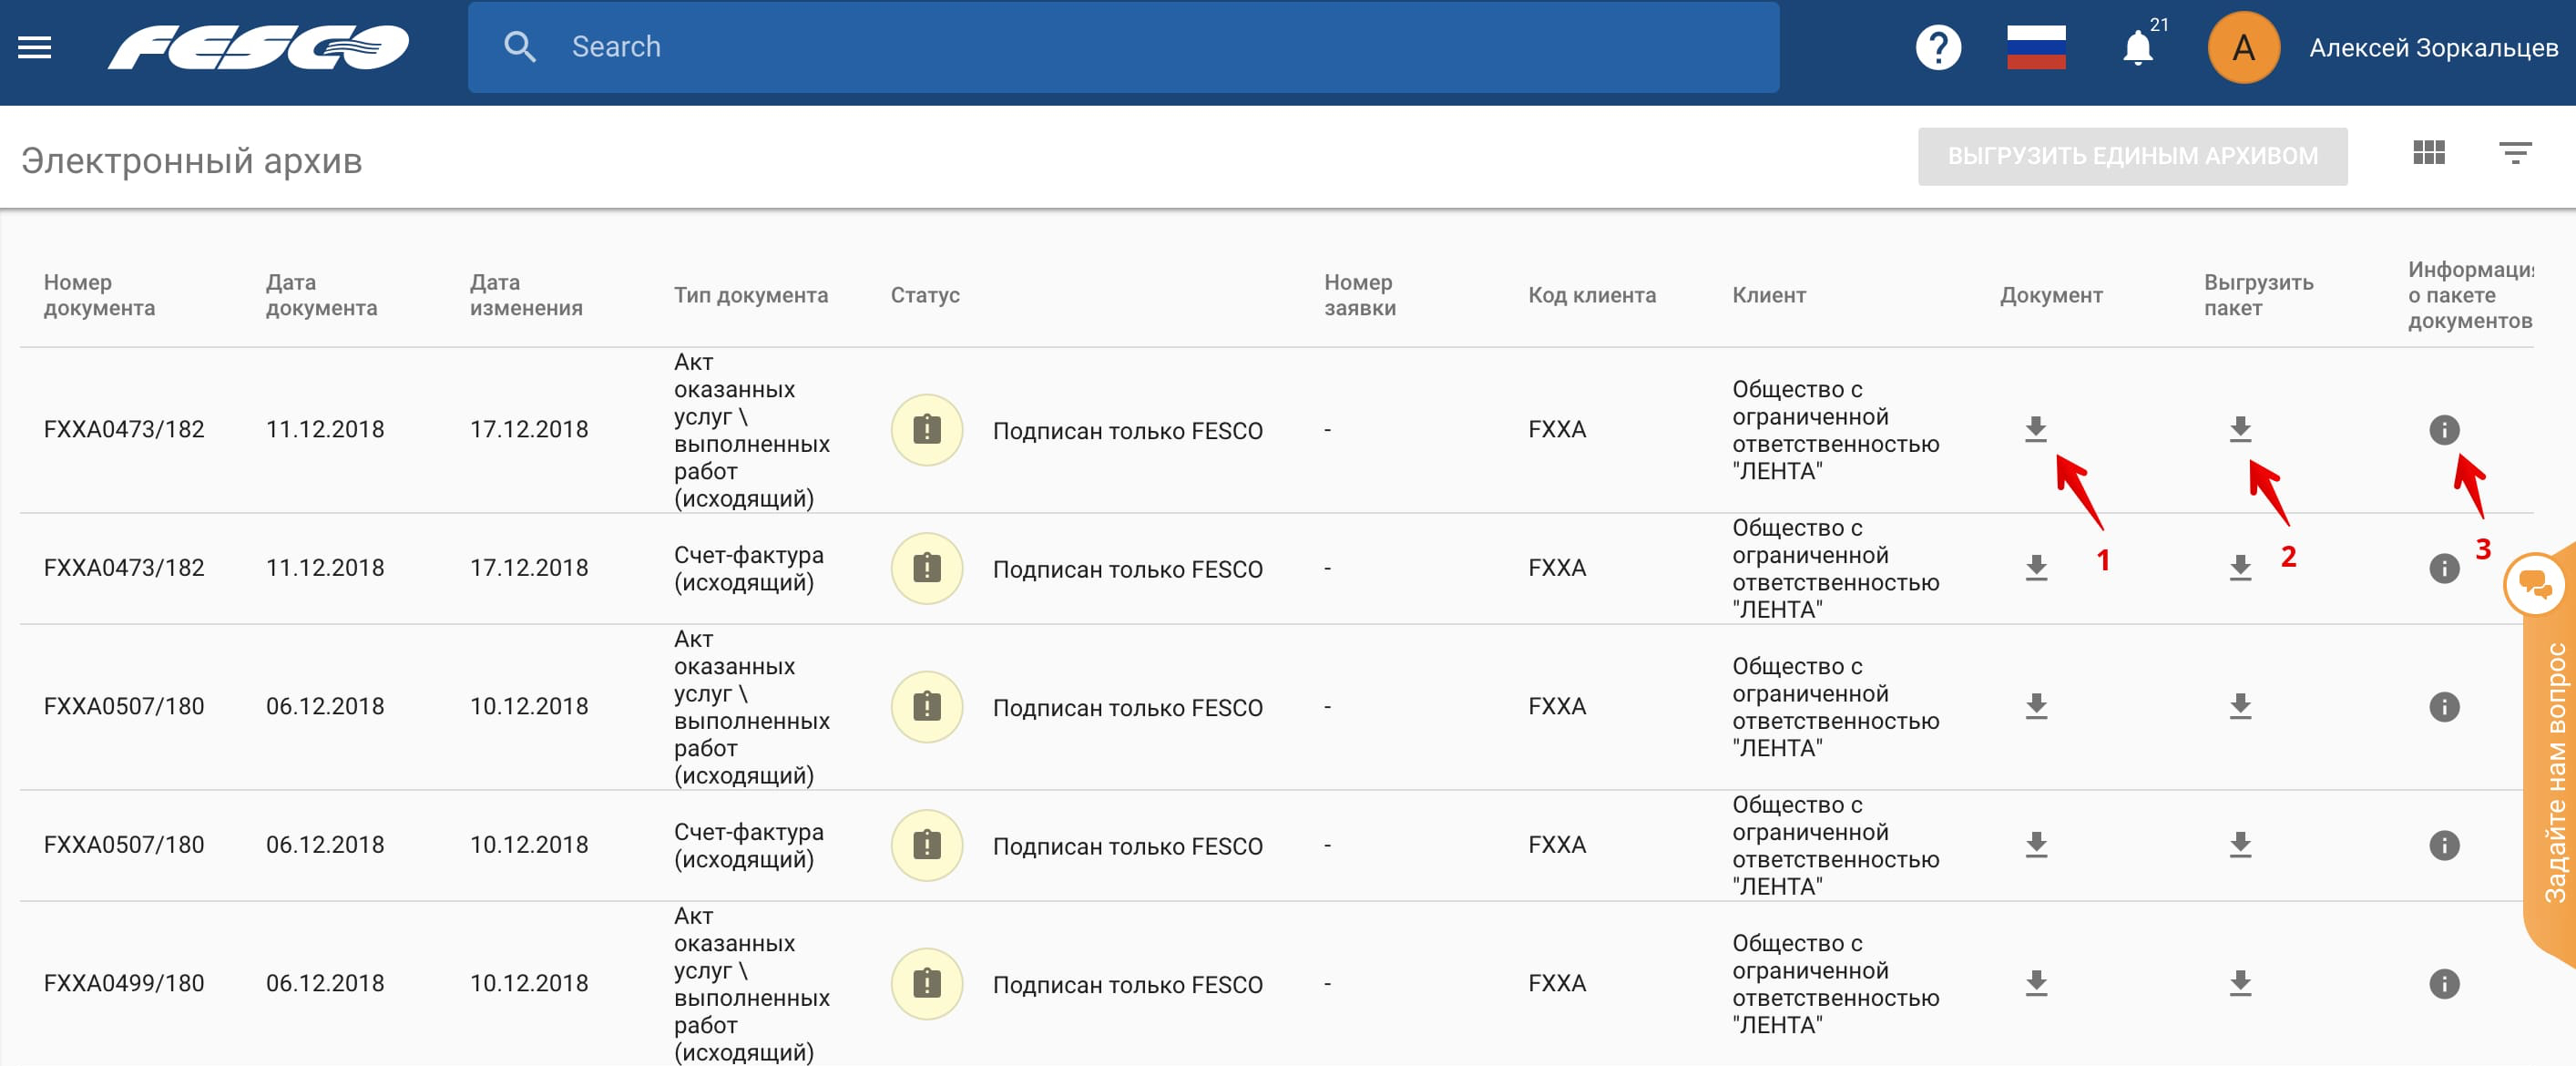 FESCO
Search
21
А
Алексей Зоркальцев
Электронный архив
ВЫГРУЗИТЬ ЕДИНЫМ АРХИВОМ
Номер
документа
Дата
документа
Дата
изменения
Тип документа
Статус
Номер
заявки
Код клиента
Клиент
Документ
Выгрузить
пакет
Информаци
о пакете
документов
FXXA0473/182
11.12.2018
17.12.2018
Акт
оказанных
услуг \
выполненных
работ
(исходящий)
Подписан только FESCO
-
FXXA
Общество с
ограниченной
ответственностью
"ЛЕНТА"
1
2
3
FXXA0473/182
11.12.2018
17.12.2018
Счет-фактура
(исходящий)
Подписан только FESCO
-
FXXA
Общество с
ограниченной
ответственностью
"ЛЕНТА"
FXXA0507/180
06.12.2018
10.12.2018
Акт
оказанных
услуг \
выполненных
работ
(исходящий)
Подписан только FESCO
-
FXXA
Общество с
ограниченной
ответственностью
"ЛЕНТА"
FXXA0507/180
06.12.2018
10.12.2018
Счет-фактура
(исходящий)
Подписан только FESCO
-
FXXA
Общество с
ограниченной
ответственностью
"ЛЕНТА"
FXXA0499/180
06.12.2018
10.12.2018
Акт
оказанных
услуг \
выполненных
работ
(исходящий)
Подписан только FESCO
-
FXXA
Общество с
ограниченной
ответственностью
"ЛЕНТА"
Задайте нам вопрос